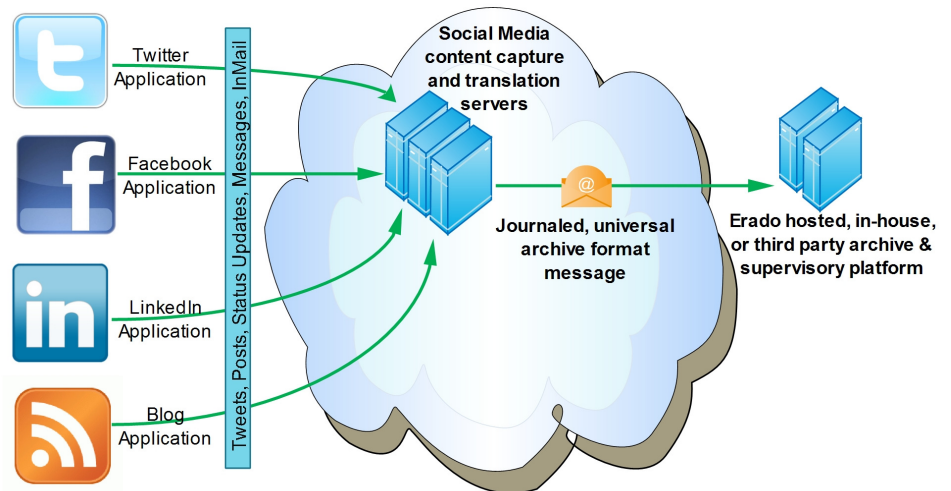 Twitter
Application
Facebook
Application
LinkedIn
Application
Blog
Application
Tweets, Posts, Status Updates, Messages, InMail
Social Media
content capture
and translation
servers
@
Journaled, universal
archive format
message
Erado hosted, in-house,
or third party archive &
supervisory platform
t
f
in